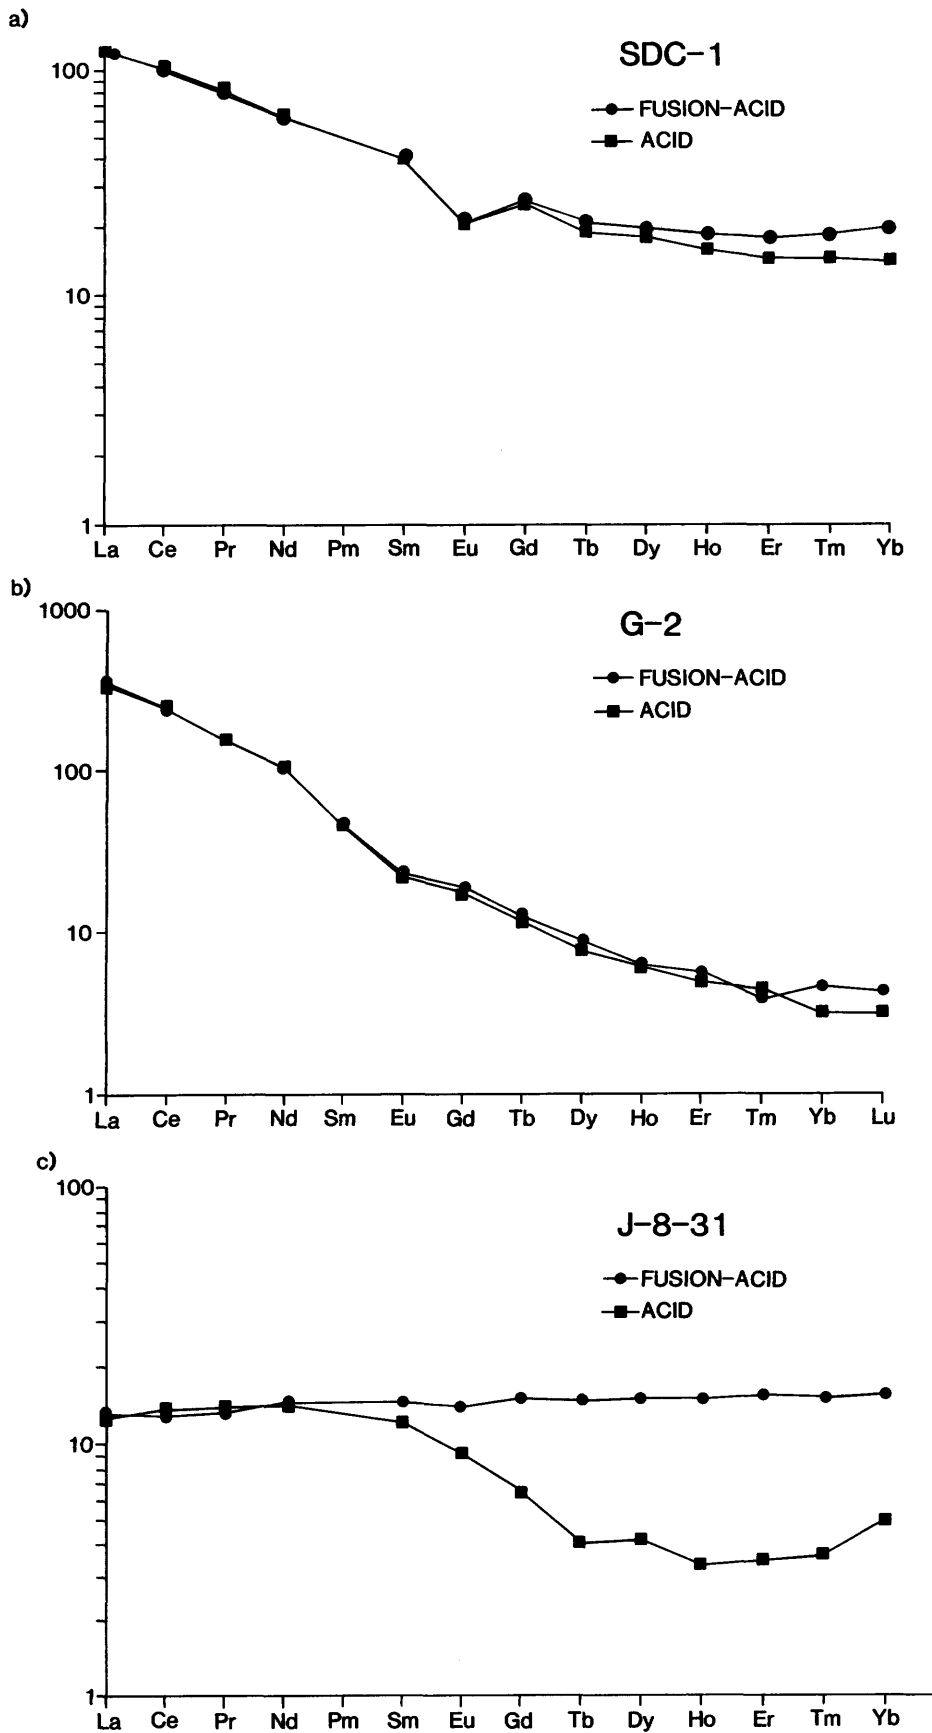 a)
SDC-1
FUSION-ACID
ACID
100
10
1
La Ce Pr Nd Pm Sm Eu Gd Tb Dy Ho Er Tm Yb
b)
1000
G-2
FUSION-ACID
ACID
100
10
1
La Ce Pr Nd Sm Eu Gd Tb Dy Ho Er Tm Yb Lu
c)
100
J-8-31
FUSION-ACID
ACID
10
1
La Ce Pr Nd Pm Sm Eu Gd Tb Dy Ho Er Tm Yb